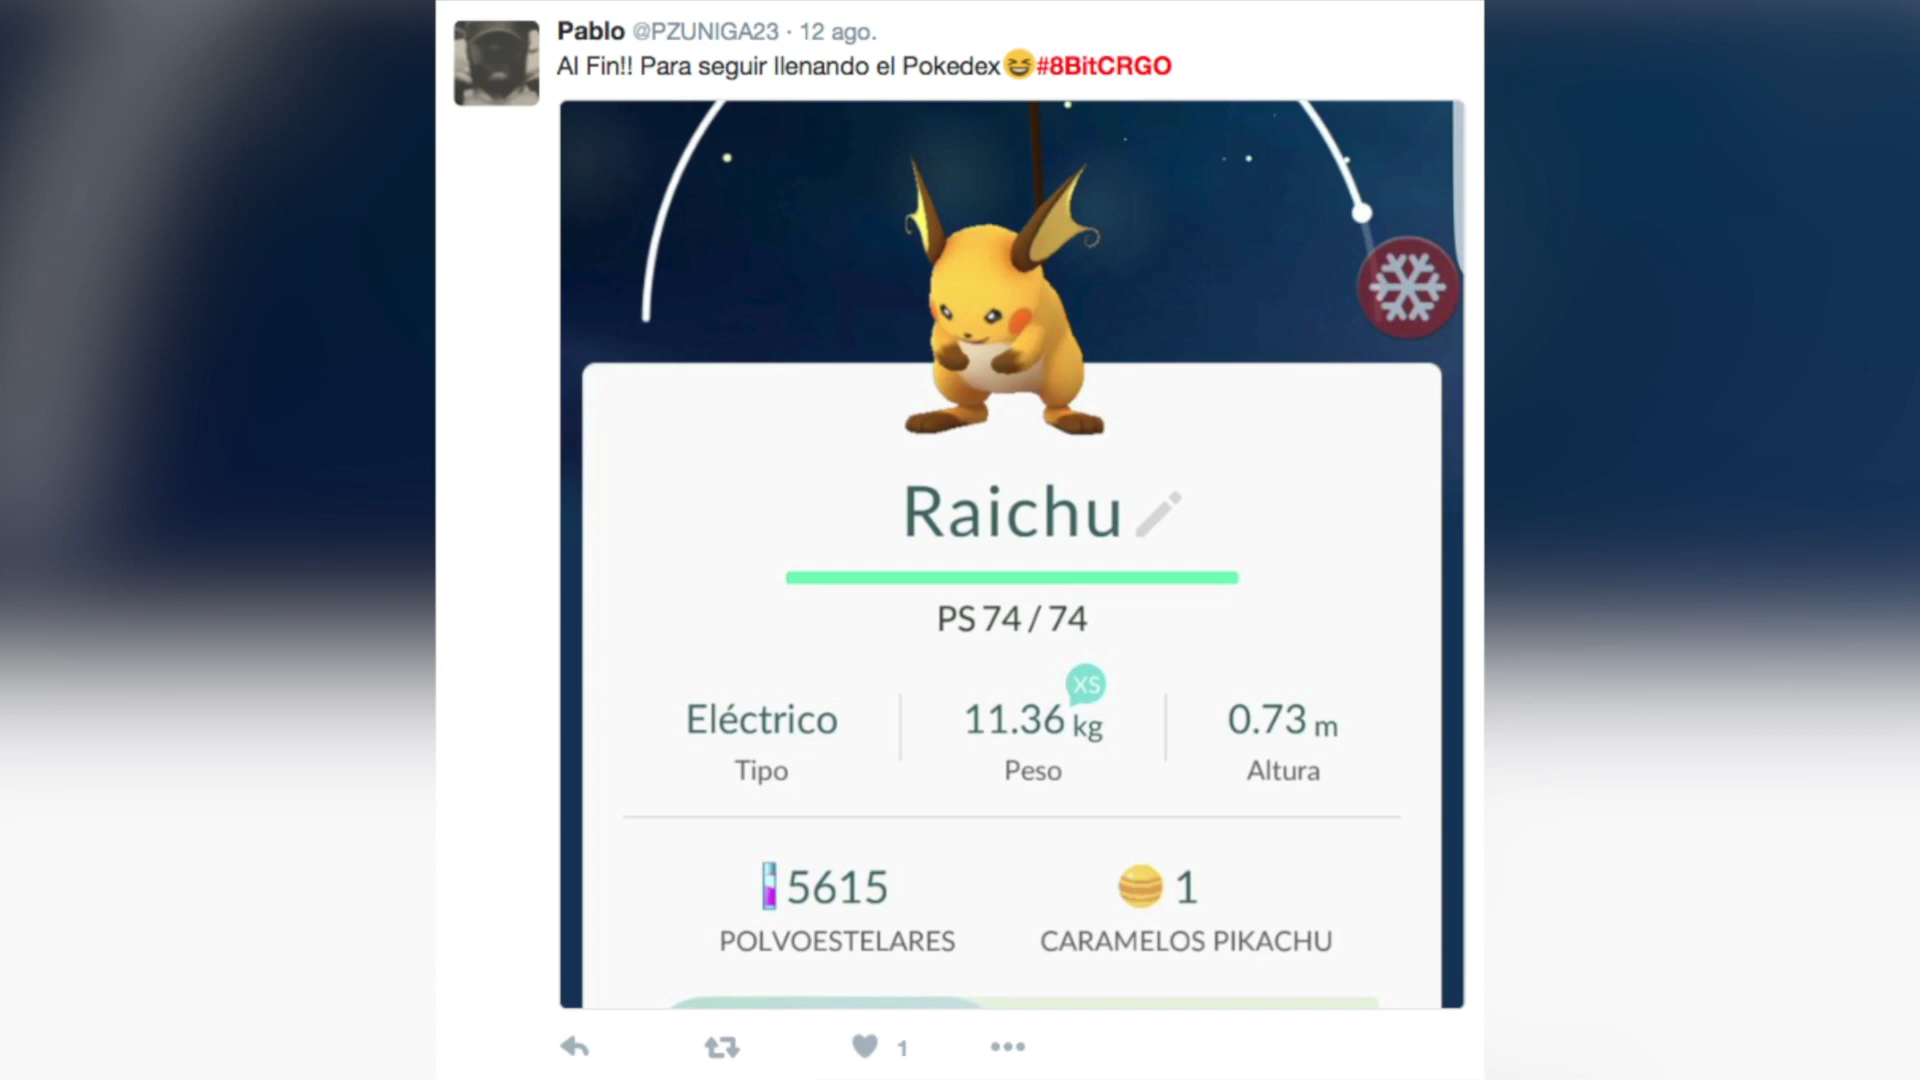 Pablo @PZUNIGA23 · 12 ago.
Al Fin!! Para seguir llenando el Pokedex😆#8BitCRGO
Raichu
PS 74 / 74
XS
Eléctrico 11.36 kg 0.73 m
Tipo Peso Altura
5615 1
POLVOESTELARES CARAMELOS PIKACHU
1